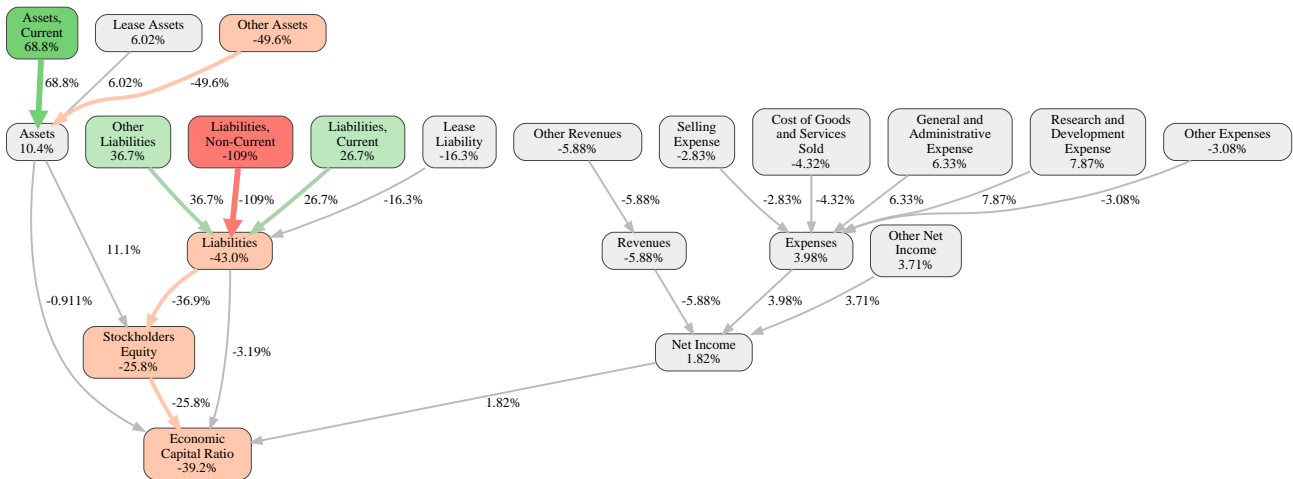 Assets,
Current
68.8%
Lease Assets
6.02%
Other Assets
-49.6%
68.8%
6.02%
-49.6%
Assets
10.4%
Other
Liabilities
36.7%
Liabilities,
Non-Current
-109%
Liabilities,
Current
26.7%
Lease
Liability
-16.3%
Other Revenues
-5.88%
Selling
Expense
-2.83%
Cost of Goods
and Services
Sold
-4.32%
General and
Administrative
Expense
6.33%
Research and
Development
Expense
7.87%
Other Expenses
-3.08%
36.7%
-109%
26.7%
-16.3%
-5.88%
-2.83%
-4.32%
6.33%
7.87%
-3.08%
Liabilities
-43.0%
Revenues
-5.88%
Expenses
3.98%
Other Net
Income
3.71%
11.1%
-0.911%
-36.9%
-5.88%
3.98%
3.71%
Stockholders
Equity
-25.8%
-3.19%
Net Income
1.82%
-25.8%
1.82%
Economic
Capital Ratio
-39.2%